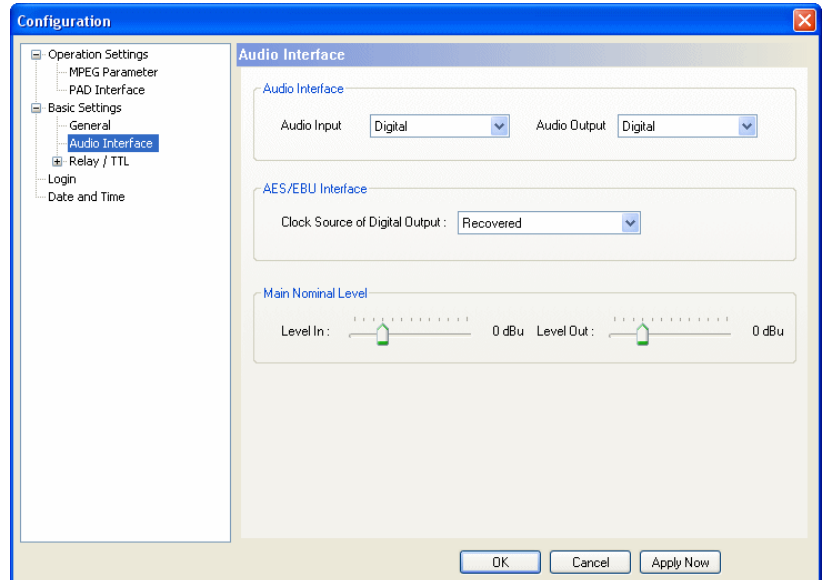 Configuration
Operation Settings
MPEG Parameter
PAD Interface
Basic Settings
General
Audio Interface
Relay / TTL
Login
Date and Time
Audio Interface
Audio Interface
Audio Input Digital Audio Output Digital
AES/EBU Interface
Clock Source of Digital Output : Recovered
Main Nominal Level
Level In : 0 dBu Level Out : 0 dBu
OK Cancel Apply Now